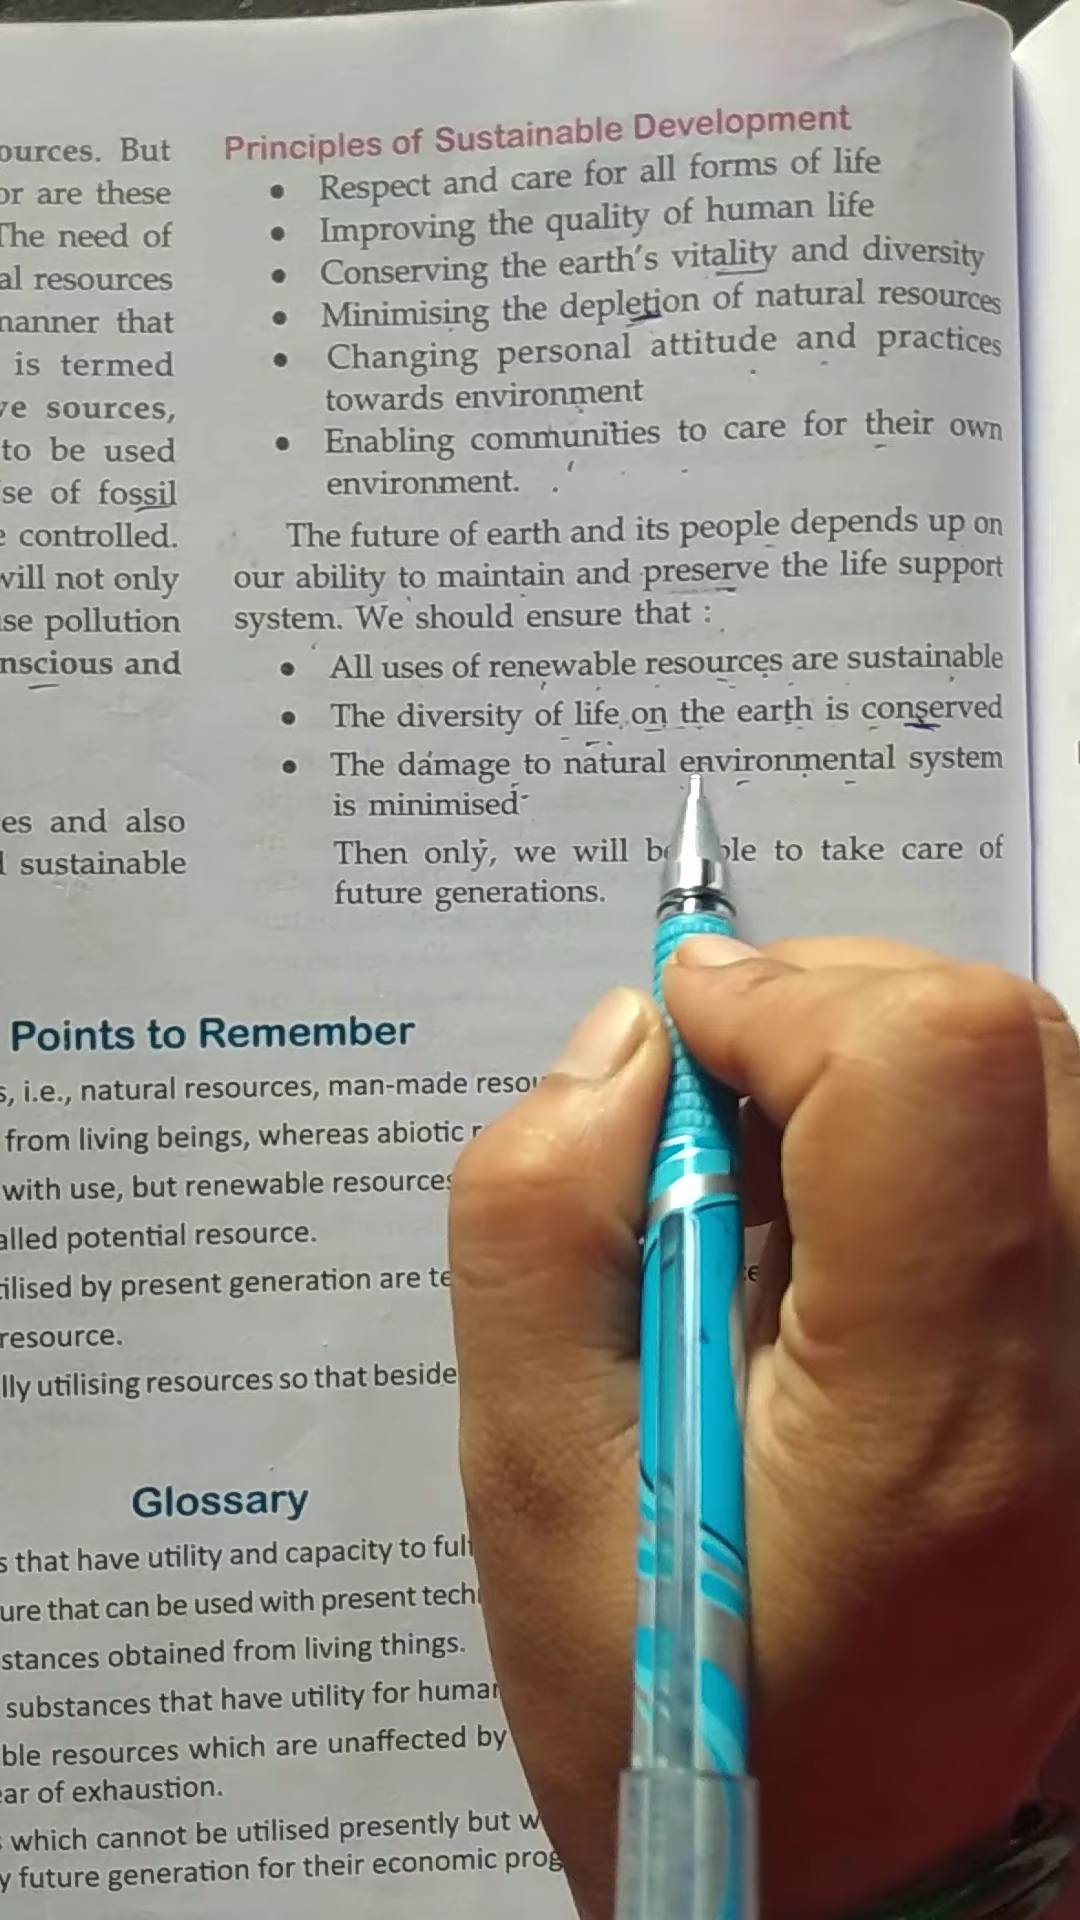 ources. But
or are these
The need of
al resources
manner that
is termed
ve sources,
to be used
se of fossil
e controlled.
will not only
use pollution
nscious and
es and also
sustainable
Principles of Sustainable Development
• Respect and care for all forms of life
• Improving the quality of human life
• Conserving the earth's vitality and diversity
• Minimising the depletion of natural resources
• Changing personal attitude and practices
towards environment
• Enabling communities to care for their own
environment.
The future of earth and its people depends up on
our ability to maintain and preserve the life support
system. We should ensure that :
• All uses of renewable resources are sustainable
• The diversity of life on the earth is conserved
• The damage to natural environmental system
is minimised
Then only, we will be able to take care of
future generations.
Points to Remember
s, i.e., natural resources, man-made resou
from living beings, whereas abiotic r
with use, but renewable resources
alled potential resource.
tilised by present generation are te
resource.
lly utilising resources so that beside
Glossary
s that have utility and capacity to fulf
ure that can be used with present tech
stances obtained from living things.
substances that have utility for human
ble resources which are unaffected by
ear of exhaustion.
which cannot be utilised presently but w
y future generation for their economic prog